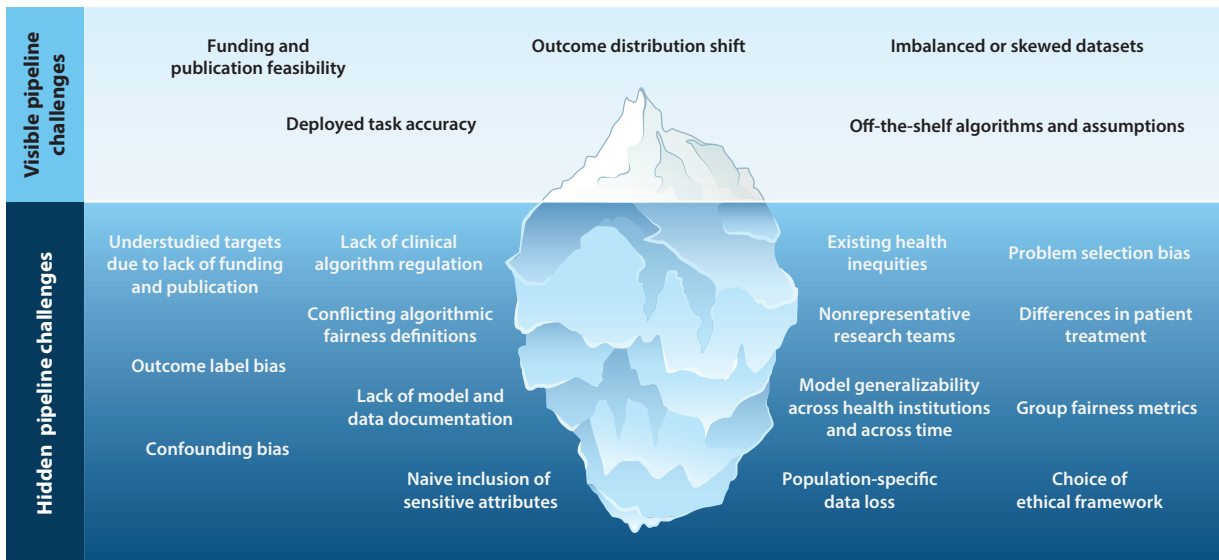 Visible pipeline
challenges
Funding and
publication feasibility
Outcome distribution shift
Imbalanced or skewed datasets
Deployed task accuracy
Off-the-shelf algorithms and assumptions
Hidden pipeline challenges
Understudied targets
due to lack of funding
and publication
Lack of clinical
algorithm regulation
Existing health
inequities
Problem selection bias
Conflicting algorithmic
fairness definitions
Nonrepresentative
research teams
Differences in patient
treatment
Outcome label bias
Lack of model and
data documentation
Model generalizability
across health institutions
and across time
Group fairness metrics
Confounding bias
Naive inclusion of
sensitive attributes
Population-specific
data loss
Choice of
ethical framework